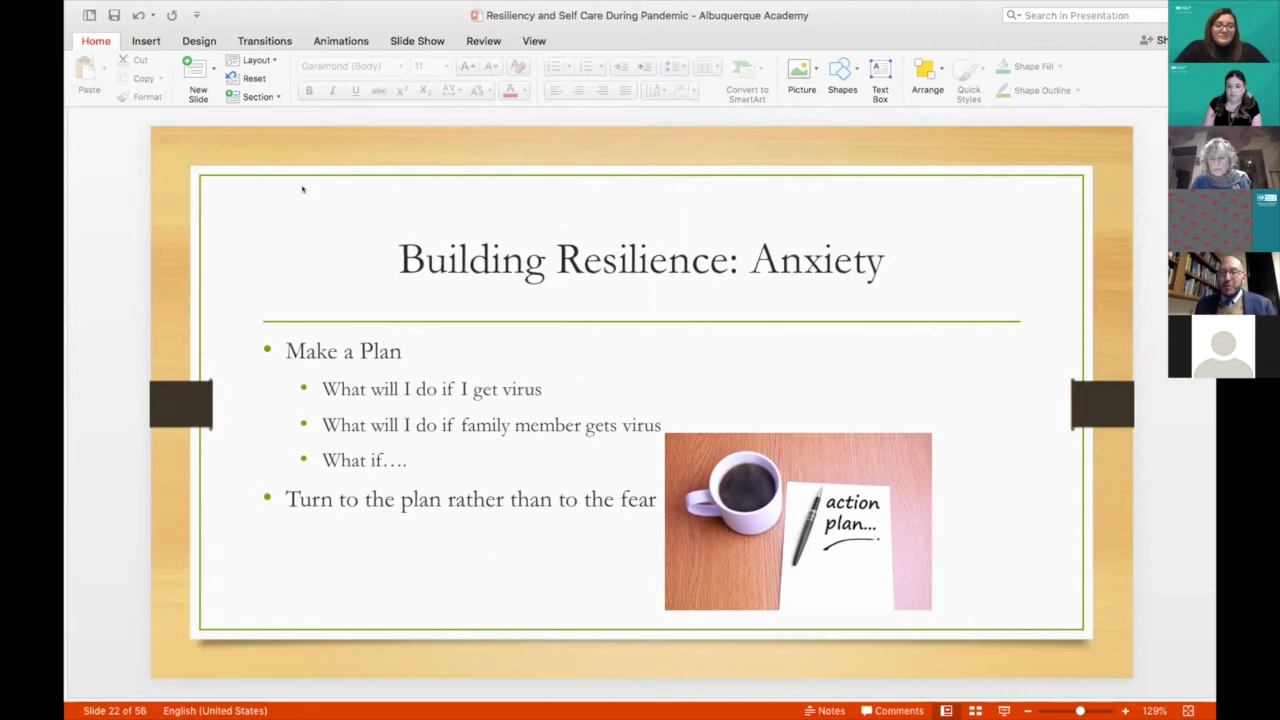 Resiliency and Self Care During Pandemic - Albuquerque Academy
Search in Presentation
Home Insert Design Transitions Animations Slide Show Review View
Paste
Cut
Copy
Format
New
Slide
Layout
Reset
Section
Garamond (Body) 11
Convert to
SmartArt
Picture
Shapes
Text
Box
Arrange
Quick
Styles
Shape Fill
Shape Outline
Building Resilience: Anxiety
Make a Plan
What will I do if I get virus
What will I do if family member gets virus
What if….
Turn to the plan rather than to the fear
action
plan...
Slide 22 of 56 English (United States) Notes Comments 129%